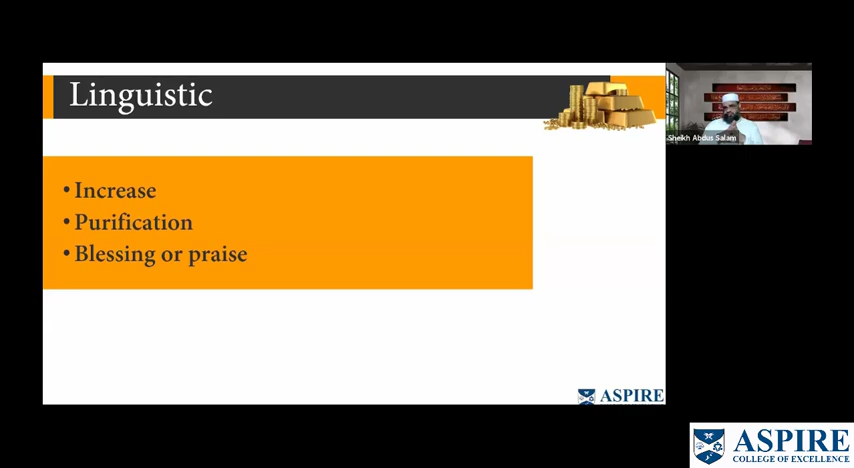 Linguistic
• Increase
• Purification
• Blessing or praise
Sheikh Abdus Salam
ASPIRE
ASPIRE
COLLEGE OF EXCELLENCE